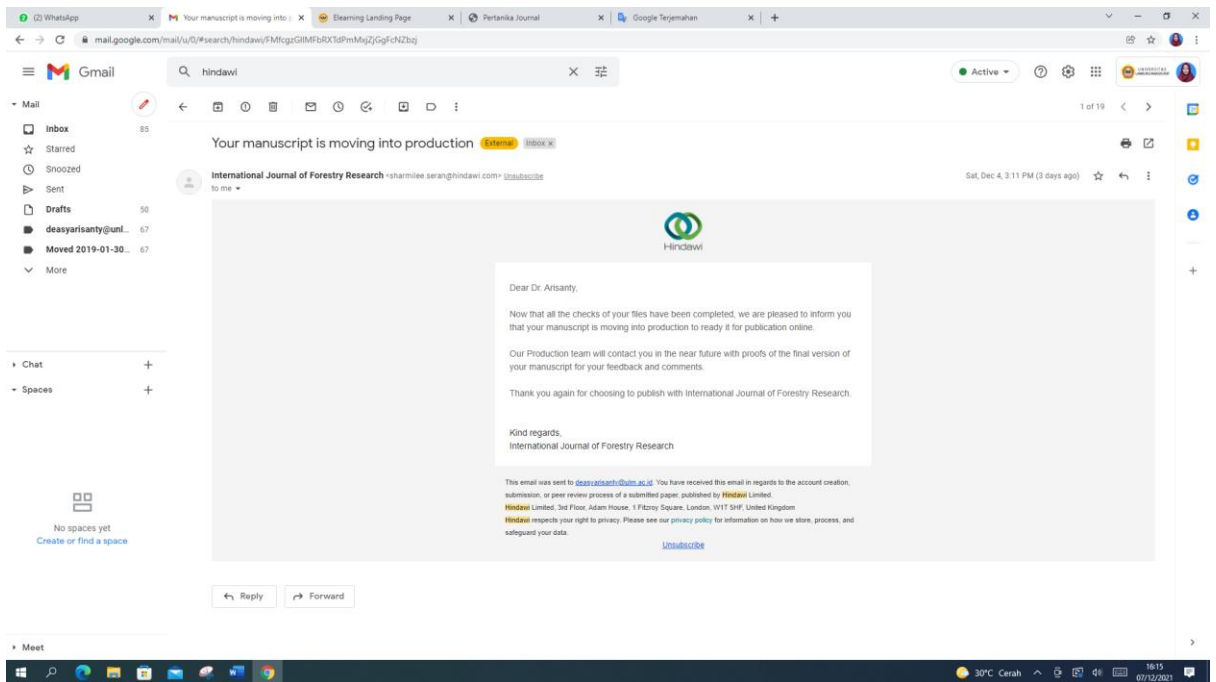 (2) WhatsApp
Your manuscript is moving into p
Elearning Landing Page
Pertanika Journal
Google Terjemahan
mail.google.com/mail/u/0/#search/hindawi/FMfcgzGllMFbRXTdPmMxjZjGgFcNZbzj
Gmail
hindawi
Active
UNIVERSITAS
Mail
1 of 19
Inbox 85
Starred
Snoozed
Sent
Drafts 50
deasyarisanty@unl... 67
Moved 2019-01-30... 67
More
Your manuscript is moving into production External Inbox x
International Journal of Forestry Research <sharmilee.seran@hindawi.com> Unsubscribe
Sat, Dec 4, 3:11 PM (3 days ago)
to me
Hindawi
Dear Dr. Arisanty,
Now that all the checks of your files have been completed, we are pleased to inform you
that your manuscript is moving into production to ready it for publication online.
Our Production team will contact you in the near future with proofs of the final version of
your manuscript for your feedback and comments.
Thank you again for choosing to publish with International Journal of Forestry Research.
Kind regards,
International Journal of Forestry Research
This email was sent to deasyarisanty@ulm.ac.id. You have received this email in regards to the account creation,
submission, or peer review process of a submitted paper, published by Hindawi Limited.
Hindawi Limited, 3rd Floor, Adam House, 1 Fitzroy Square, London, W1T 5HF, United Kingdom
Hindawi respects your right to privacy. Please see our privacy policy for information on how we store, process, and
safeguard your data.
Unsubscribe
Chat
Spaces
No spaces yet
Create or find a space
Reply
Forward
Meet
30°C Cerah
16:15
07/12/2021